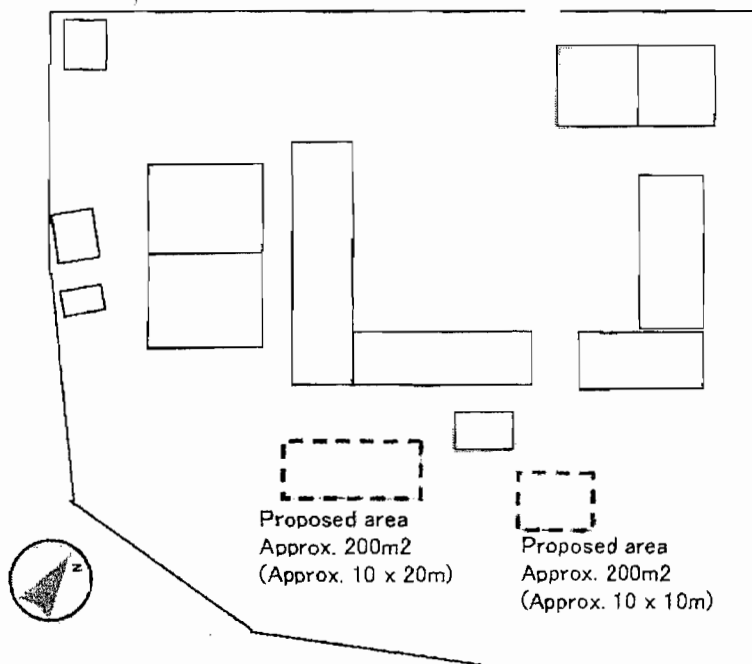 Proposed area
Approx. 200m2
(Approx. 10 x 20m)
Proposed area
Approx. 200m2
(Approx. 10 x 10m)
N